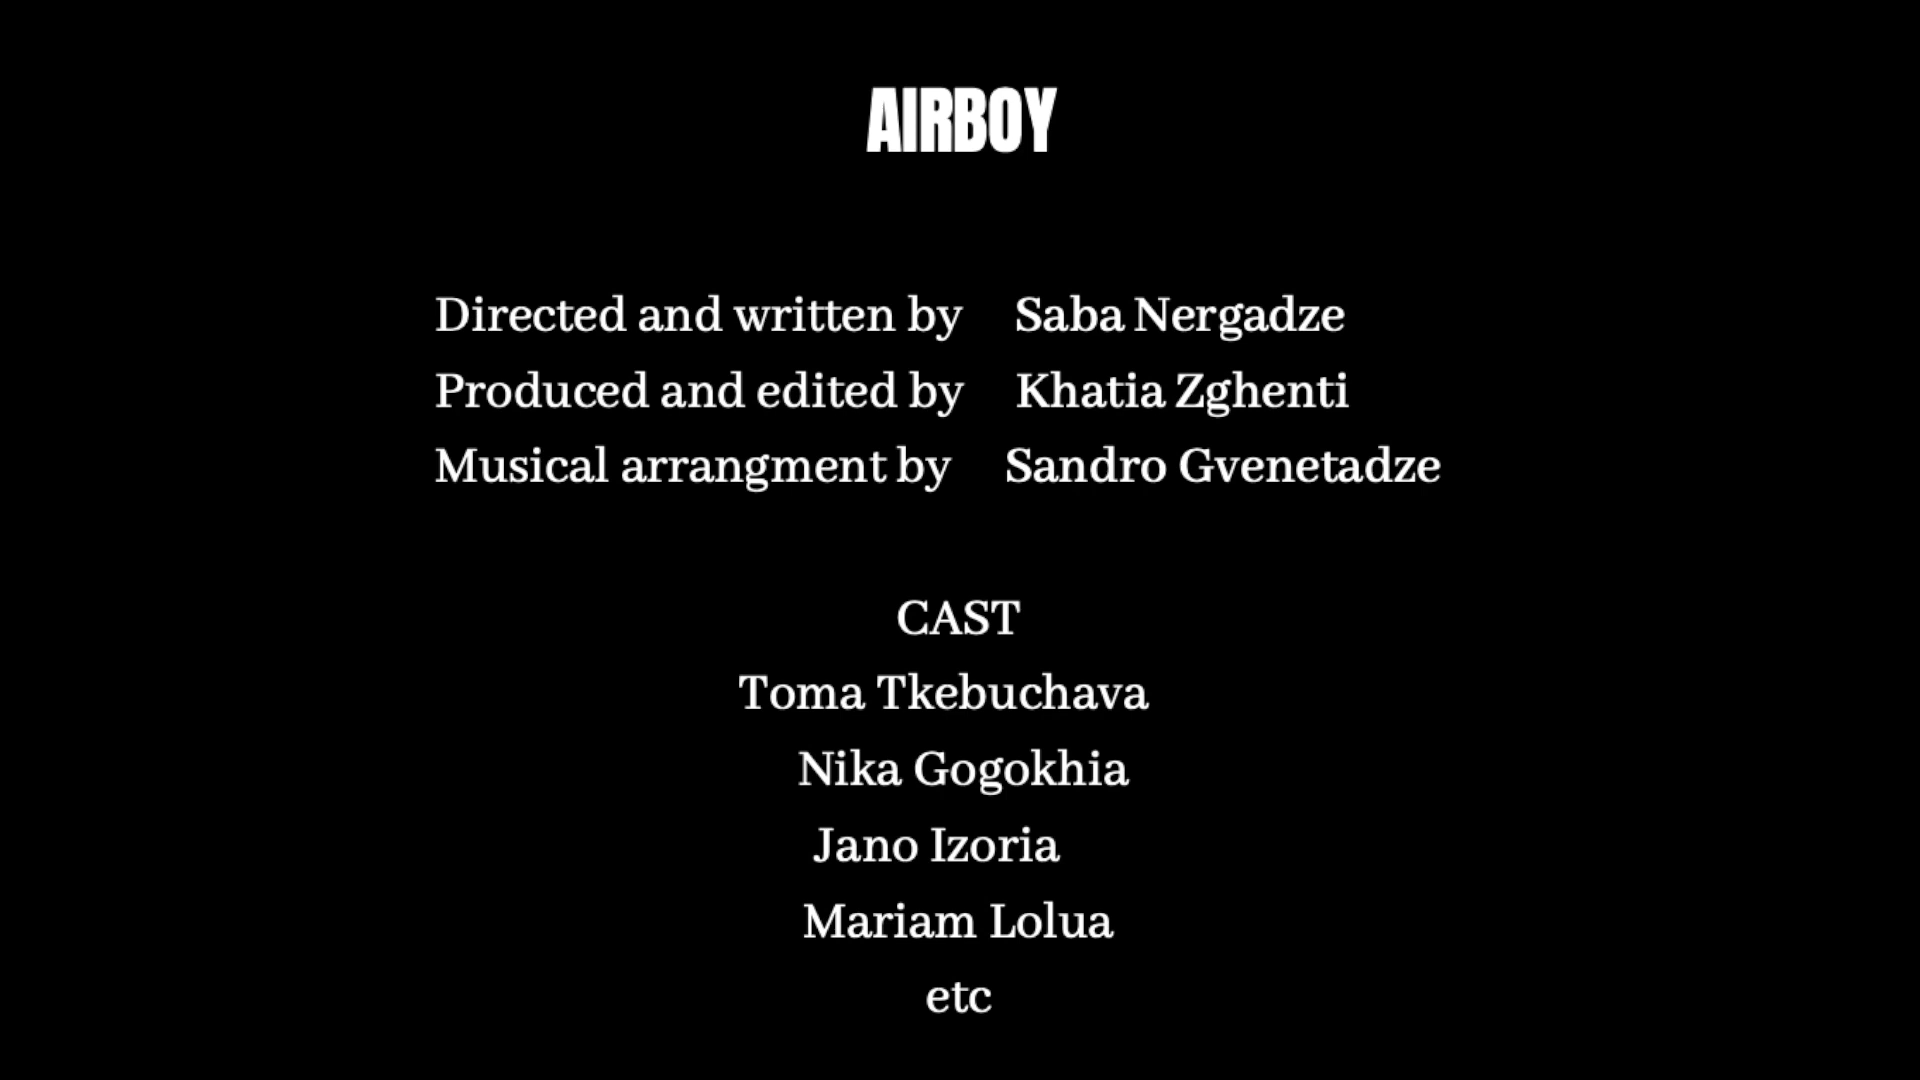 AIRBOY
Directed and written by Saba Nergadze
Produced and edited by Khatia Zghenti
Musical arrangment by Sandro Gvenetadze
CAST
Toma Tkebuchava
Nika Gogokhia
Jano Izoria
Mariam Lolua
etc